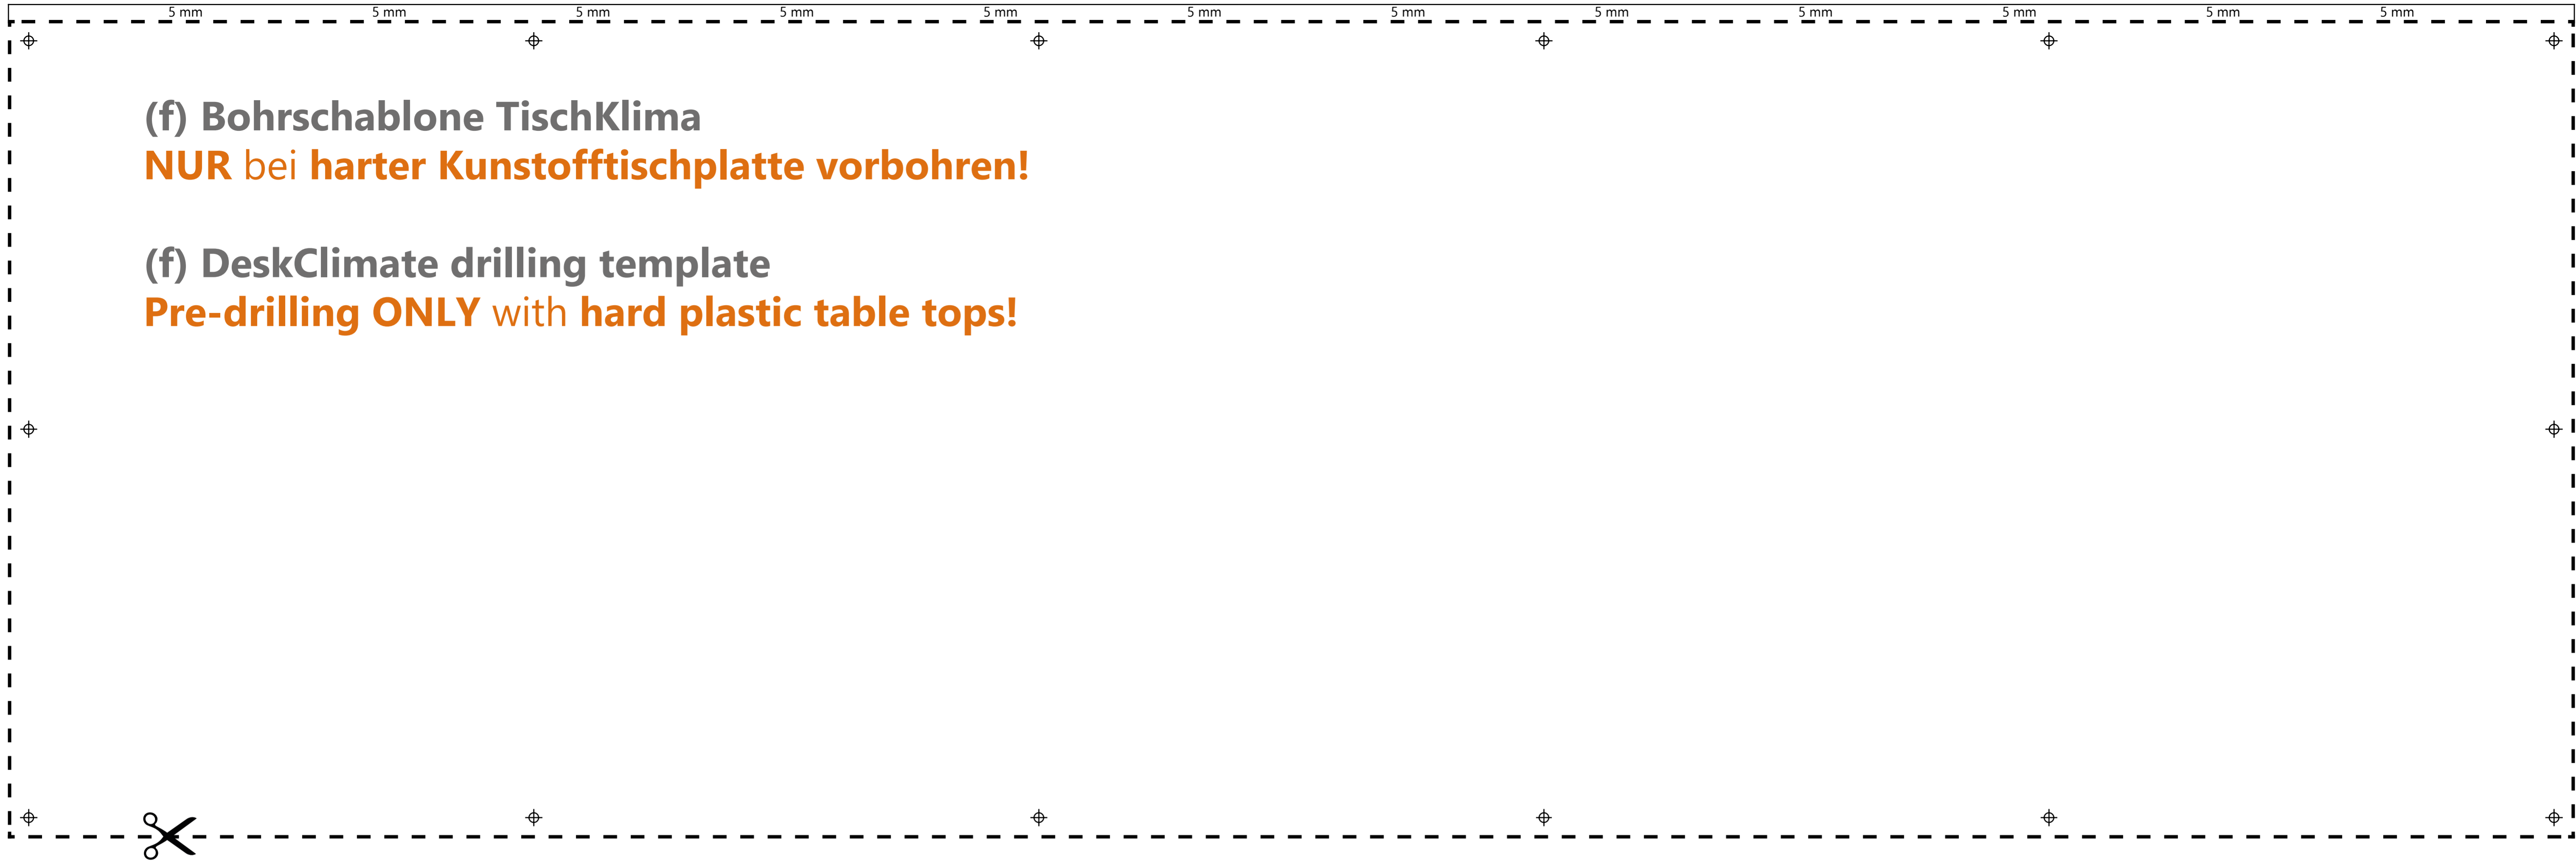 5 mm 5 mm 5 mm 5 mm 5 mm 5 mm 5 mm 5 mm 5 mm 5 mm 5 mm 5 mm
(f) Bohrschablone TischKlima
NUR bei harter Kunstofftischplatte vorbohren!
(f) DeskClimate drilling template
Pre-drilling ONLY with hard plastic table tops!